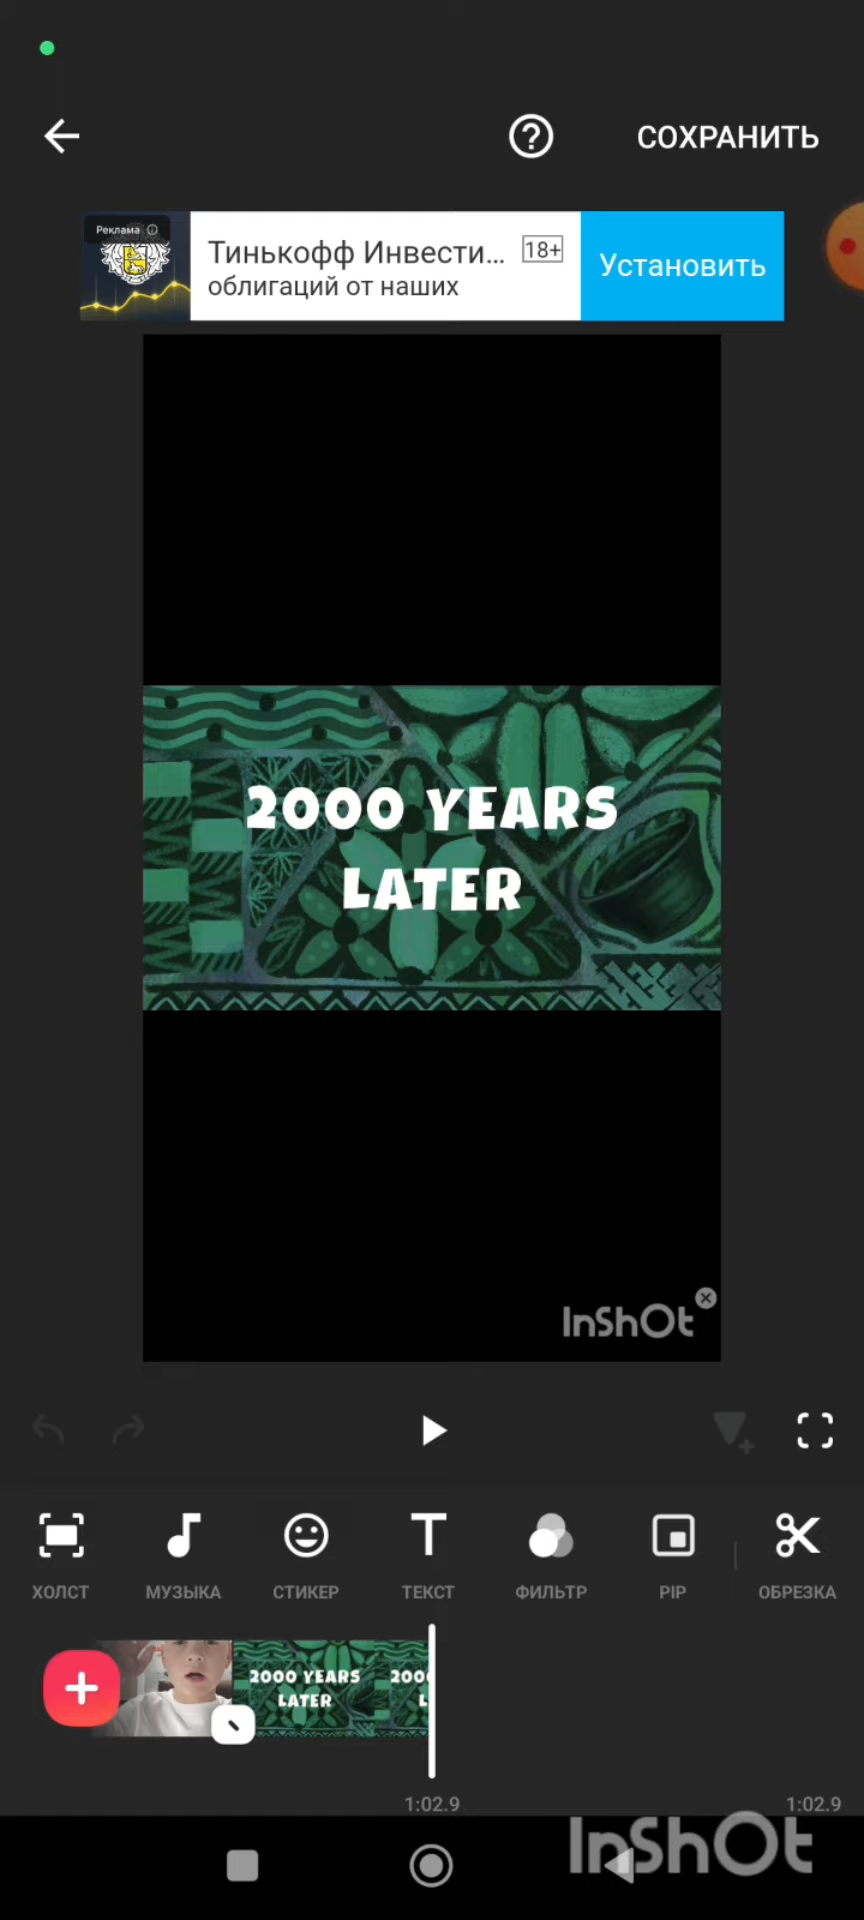 СОХРАНИТЬ
Реклама
Тинькофф Инвести...
18+
облигаций от наших
Установить
2000 YEARS
LATER
InShOt
ХОЛСТ
МУЗЫКА
СТИКЕР
ТЕКСТ
ФИЛЬТР
PIP
ОБРЕЗКА
2000 YEARS
LATER
200
L
1:02.9
1:02.9
InShOt